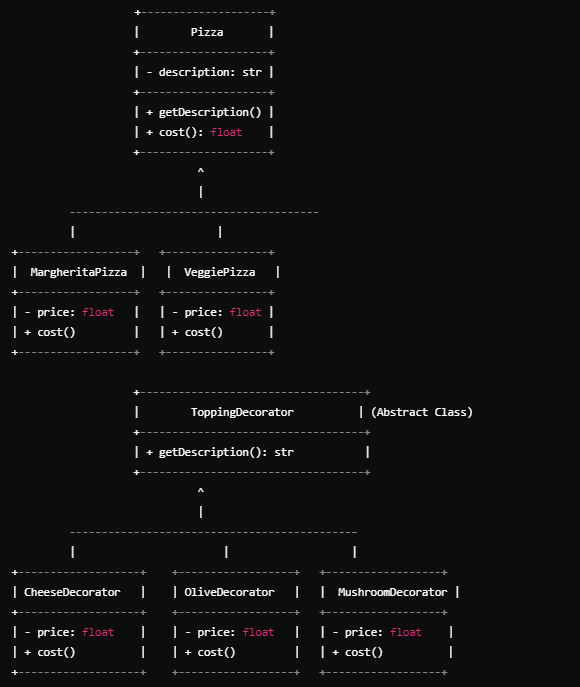 +-------------------+
|        Pizza       |
+-------------------+
| - description: str |
+-------------------+
| + getDescription() |
| + cost(): float    |
+-------------------+
^
|
---------------------------------------
|                       |
+------------------+   +-----------------+
|  MargheritaPizza  |   |  VeggiePizza   |
+------------------+   +-----------------+
| - price: float   |   | - price: float |
| + cost()         |   | + cost()        |
+------------------+   +-----------------+
+-----------------------------------+
|        ToppingDecorator          | (Abstract Class)
+-----------------------------------+
| + getDescription(): str           |
+-----------------------------------+
^
|
---------------------------------------------
|                       |                   |
+-------------------+    +------------------+   +-----------------+
| CheeseDecorator   |    | OliveDecorator   |   |  MushroomDecorator |
+-------------------+    +------------------+   +-----------------+
| - price: float    |    | - price: float   |   | - price: float    |
| + cost()          |    | + cost()         |   | + cost()          |
+-------------------+    +------------------+   +-----------------+